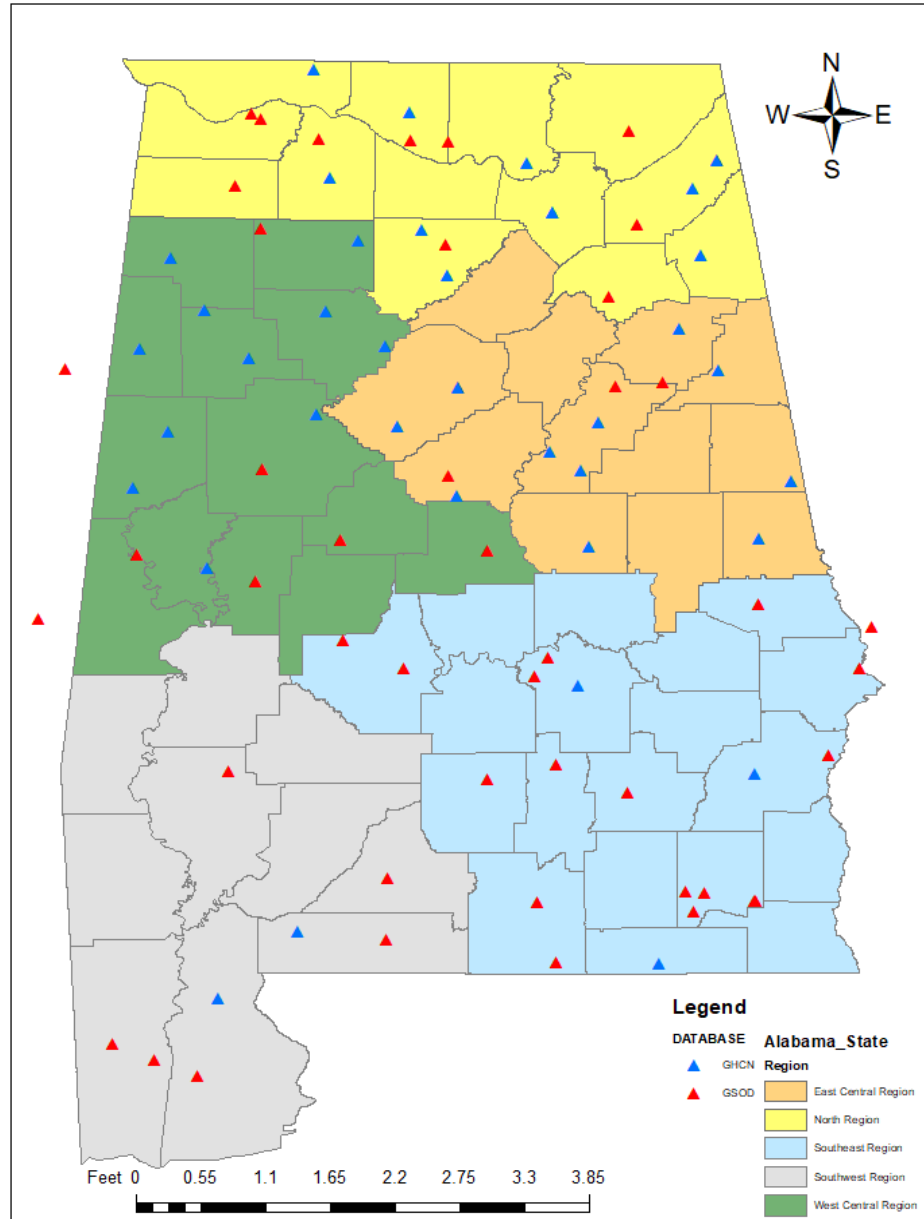 N
W E
S
Legend
DATABASE
GHCN
GSOD
Alabama_State
Region
East Central Region
North Region
Southeast Region
Southwest Region
West Central Region
Feet 0 0.55 1.1 1.65 2.2 2.75 3.3 3.85